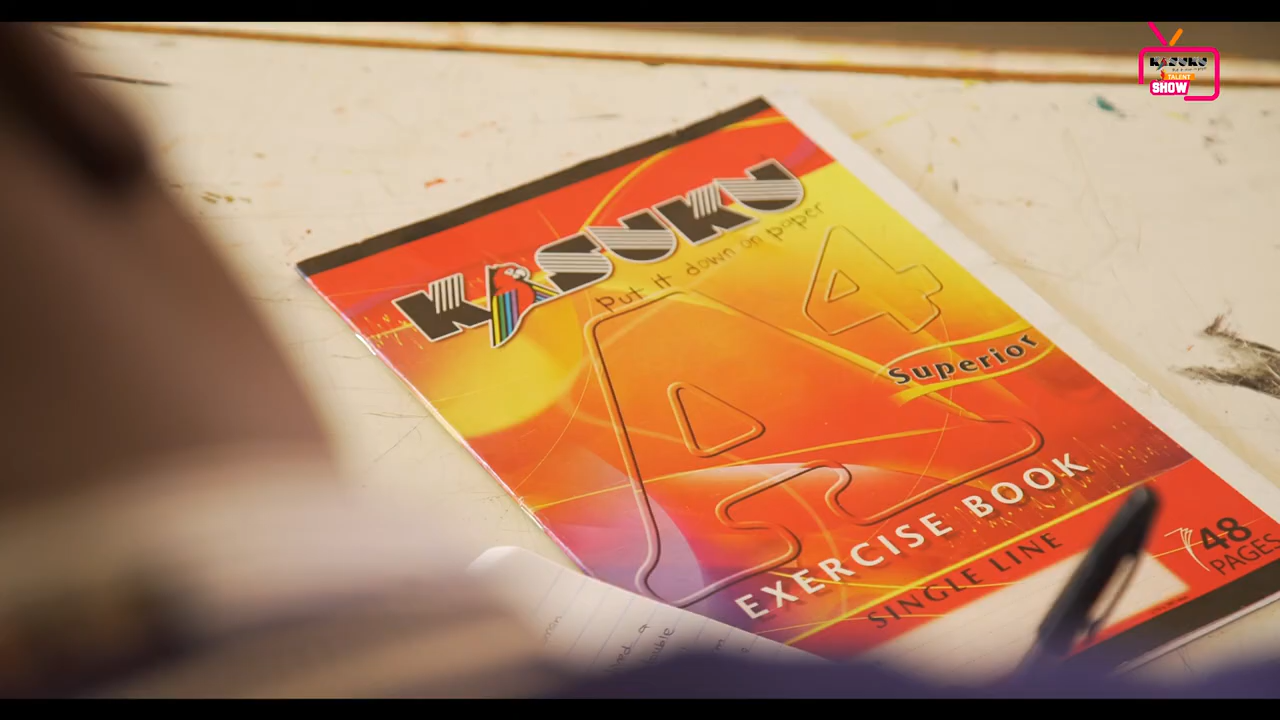 KASUKU
TALENT
SHOW
KASUKU
Put it down on paper
A4
Superior
EXERCISE BOOK
SINGLE LINE
48
PAGES